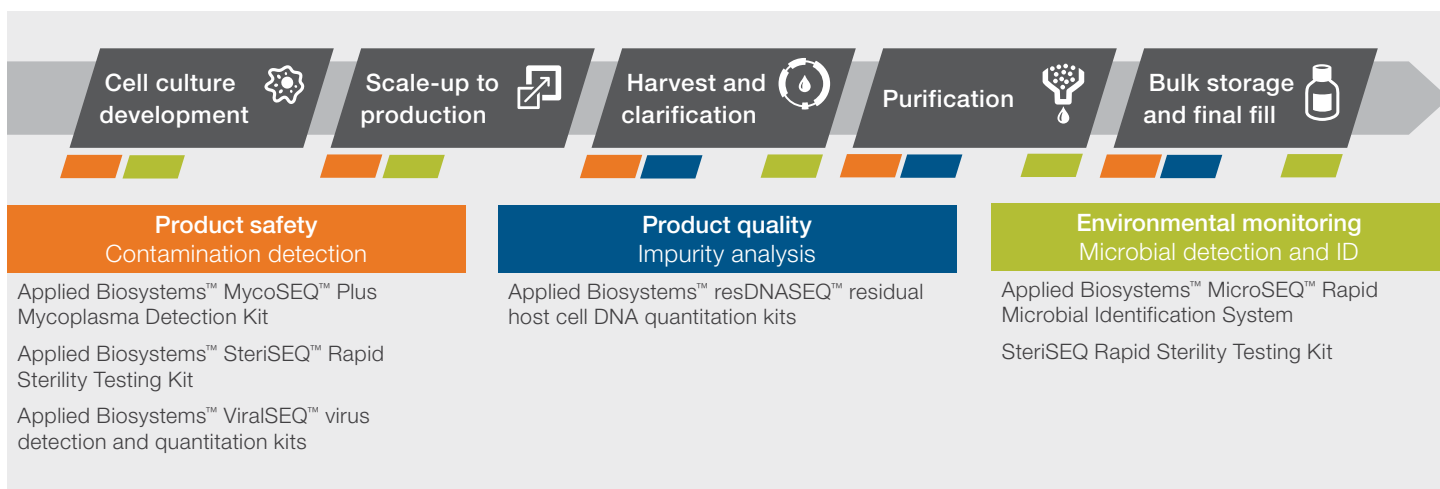 Cell culture
development
Scale-up to
production
Harvest and
clarification
Purification
Bulk storage
and final fill
Product safety
Contamination detection
Applied Biosystems™ MycoSEQ™ Plus
Mycoplasma Detection Kit
Applied Biosystems™ SteriSEQ™ Rapid
Sterility Testing Kit
Applied Biosystems™ ViralSEQ™ virus
detection and quantitation kits
Product quality
Impurity analysis
Applied Biosystems™ resDNASEQ™ residual
host cell DNA quantitation kits
Environmental monitoring
Microbial detection and ID
Applied Biosystems™ MicroSEQ™ Rapid
Microbial Identification System
SteriSEQ Rapid Sterility Testing Kit